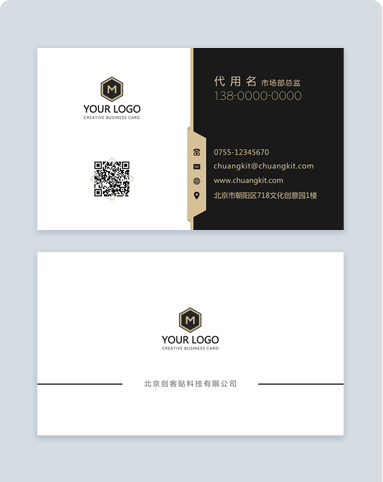 M
YOUR LOGO
CREATIVE BUSINESS CARD
代用名 市场部总监
138-0000-0000
0755-12345670
chuangkit@chuangkit.com
www.chuangkit.com
北京市朝阳区718文化创意园1楼
M
YOUR LOGO
CREATIVE BUSINESS CARD
北京创客贴科技有限公司